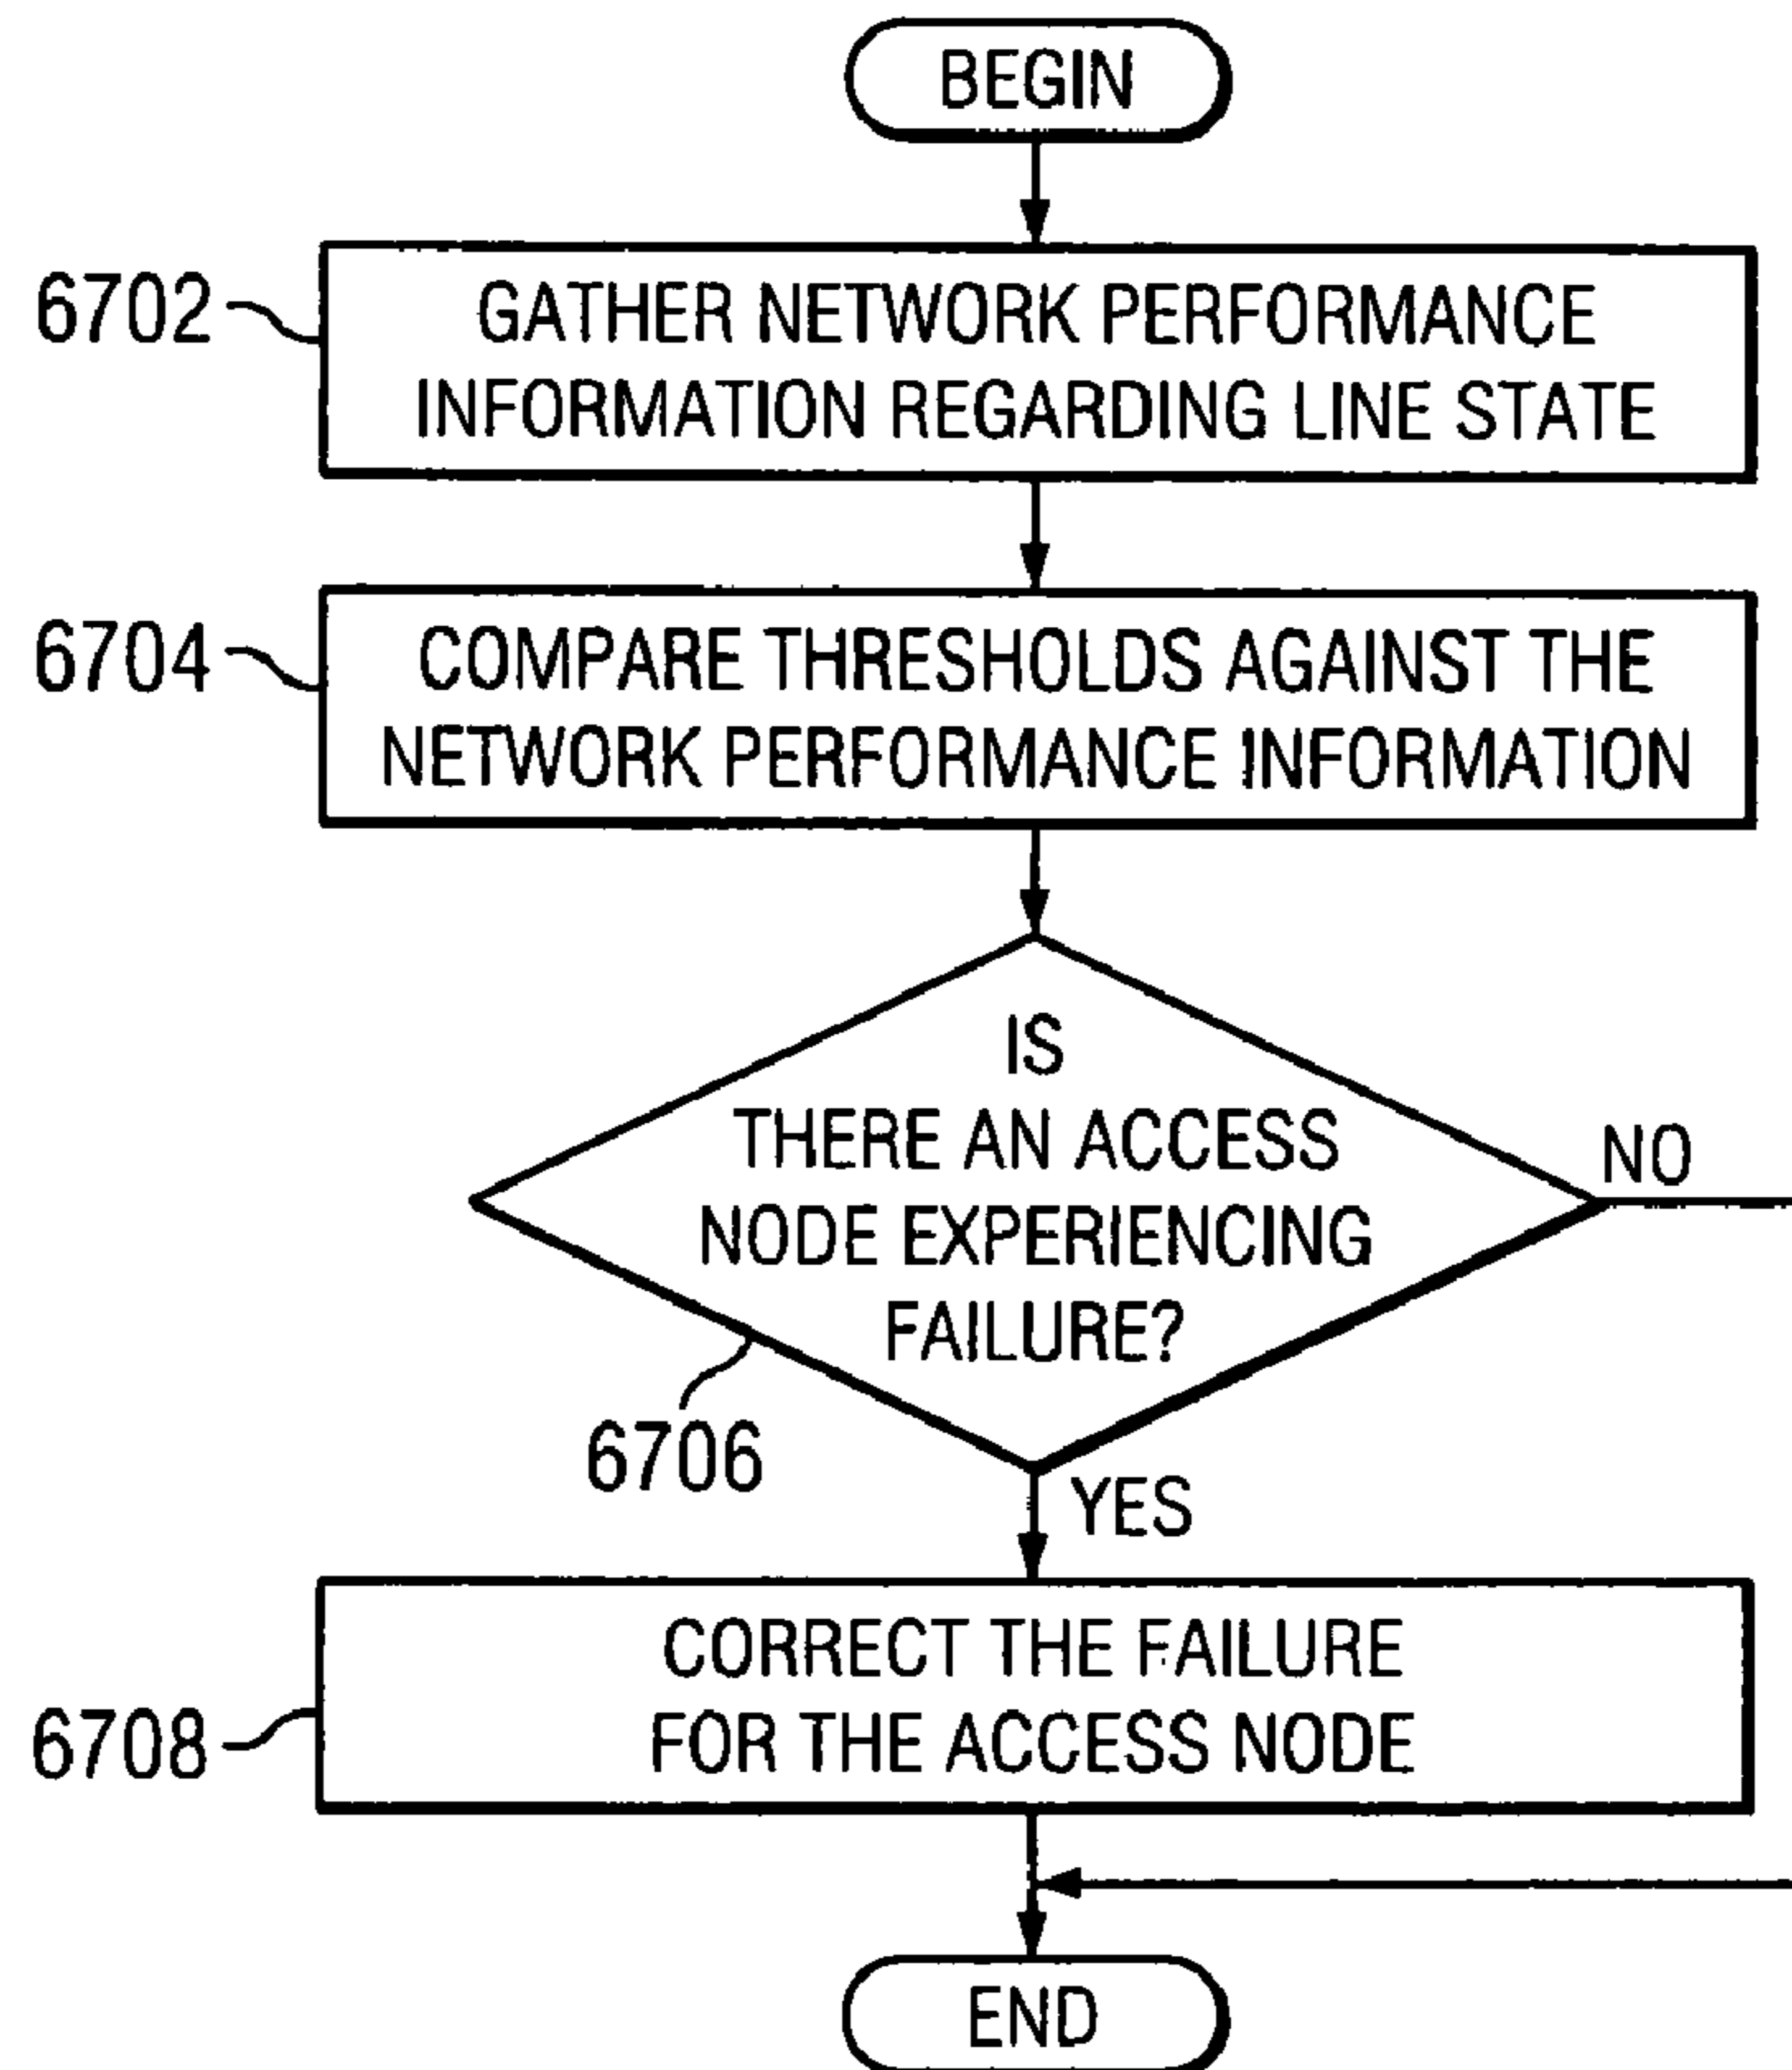 BEGIN
6702
GATHER NETWORK PERFORMANCE
INFORMATION REGARDING LINE STATE
6704
COMPARE THRESHOLDS AGAINST THE
NETWORK PERFORMANCE INFORMATION
IS
THERE AN ACCESS
NODE EXPERIENCING
FAILURE?
NO
6706
YES
6708
CORRECT THE FAILURE
FOR THE ACCESS NODE
END